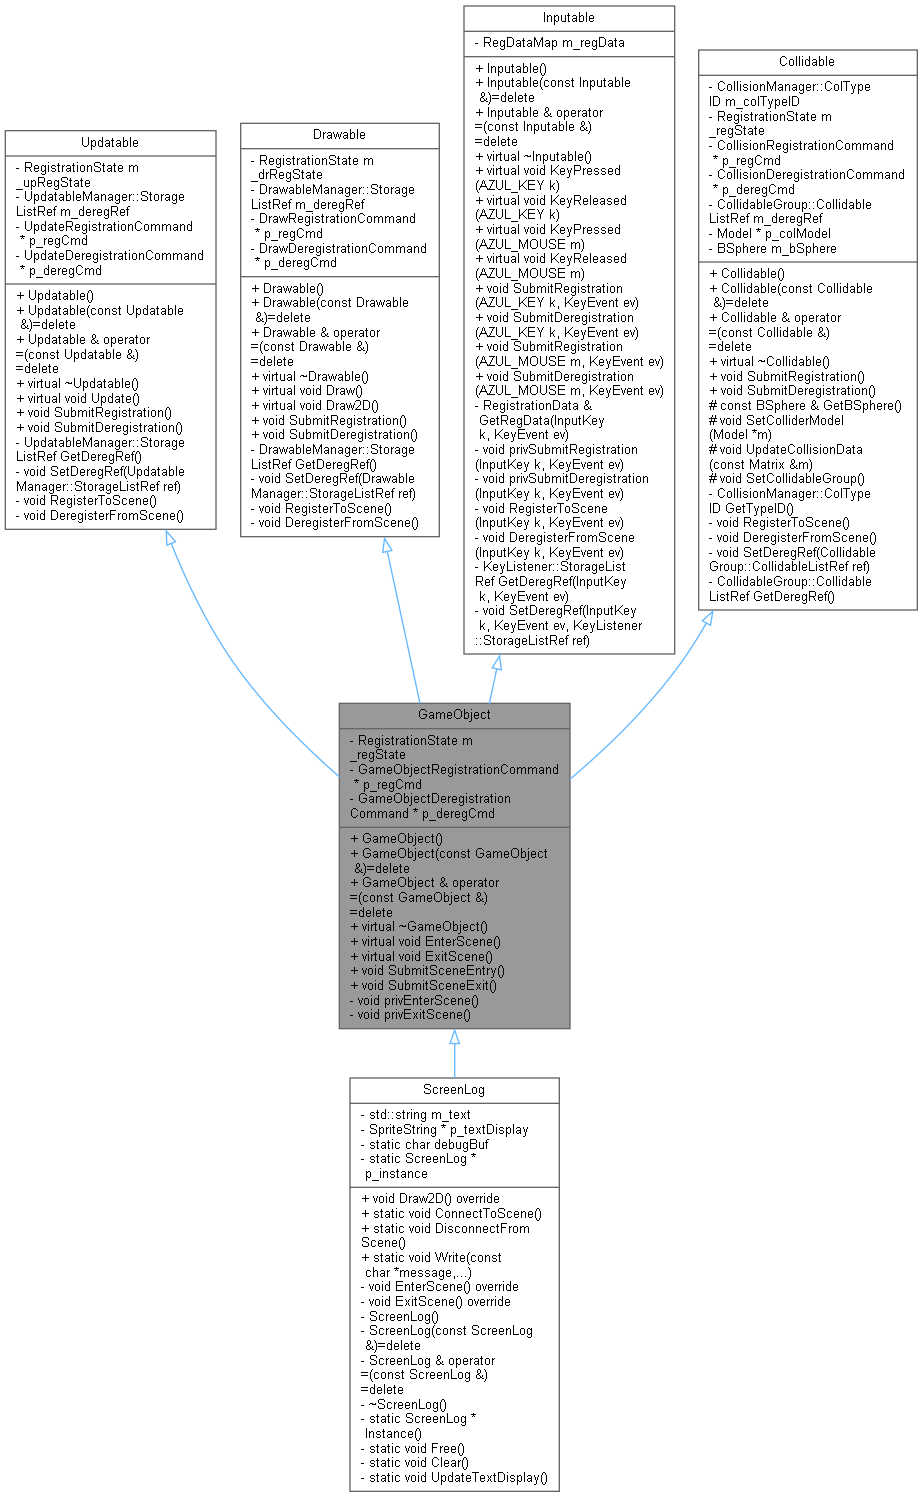 Updatable
- RegistrationState m
_upRegState
- UpdatableManager::Storage
ListRef m_deregRef
- UpdateRegistrationCommand
* p_regCmd
- UpdateDeregistrationCommand
* p_deregCmd
+ Updatable()
+ Updatable(const Updatable
&)=delete
+ Updatable & operator
=(const Updatable &)
=delete
+ virtual ~Updatable()
+ virtual void Update()
+ void SubmitRegistration()
+ void SubmitDeregistration()
- UpdatableManager::Storage
ListRef GetDeregRef()
- void SetDeregRef(Updatable
Manager::StorageListRef ref)
- void RegisterToScene()
- void DeregisterFromScene()
Drawable
- RegistrationState m
_drRegState
- DrawableManager::Storage
ListRef m_deregRef
- DrawRegistrationCommand
* p_regCmd
- DrawDeregistrationCommand
* p_deregCmd
+ Drawable()
+ Drawable(const Drawable
&)=delete
+ Drawable & operator
=(const Drawable &)
=delete
+ virtual ~Drawable()
+ virtual void Draw()
+ virtual void Draw2D()
+ void SubmitRegistration()
+ void SubmitDeregistration()
- DrawableManager::Storage
ListRef GetDeregRef()
- void SetDeregRef(Drawable
Manager::StorageListRef ref)
- void RegisterToScene()
- void DeregisterFromScene()
Inputable
- RegDataMap m_regData
+ Inputable()
+ Inputable(const Inputable
&)=delete
+ Inputable & operator
=(const Inputable &)
=delete
+ virtual ~Inputable()
+ virtual void KeyPressed
(AZUL_KEY k)
+ virtual void KeyReleased
(AZUL_KEY k)
+ virtual void KeyPressed
(AZUL_MOUSE m)
+ virtual void KeyReleased
(AZUL_MOUSE m)
+ void SubmitRegistration
(AZUL_KEY k, KeyEvent ev)
+ void SubmitDeregistration
(AZUL_KEY k, KeyEvent ev)
+ void SubmitRegistration
(AZUL_MOUSE m, KeyEvent ev)
+ void SubmitDeregistration
(AZUL_MOUSE m, KeyEvent ev)
- RegistrationData &
GetRegData(InputKey
k, KeyEvent ev)
- void privSubmitRegistration
(InputKey k, KeyEvent ev)
- void privSubmitDeregistration
(InputKey k, KeyEvent ev)
- void RegisterToScene
(InputKey k, KeyEvent ev)
- void DeregisterFromScene
(InputKey k, KeyEvent ev)
- KeyListener::StorageList
Ref GetDeregRef(InputKey
k, KeyEvent ev)
- void SetDeregRef(InputKey
k, KeyEvent ev, KeyListener
::StorageListRef ref)
Collidable
- CollisionManager::ColType
ID m_colTypeID
- RegistrationState m
_regState
- CollisionRegistrationCommand
* p_regCmd
- CollisionDeregistrationCommand
* p_deregCmd
- CollidableGroup::Collidable
ListRef m_deregRef
- Model * p_colModel
- BSphere m_bSphere
+ Collidable()
+ Collidable(const Collidable
&)=delete
+ Collidable & operator
=(const Collidable &)
=delete
+ virtual ~Collidable()
+ void SubmitRegistration()
+ void SubmitDeregistration()
# const BSphere & GetBSphere()
# void SetColliderModel
(Model *m)
# void UpdateCollisionData
(const Matrix &m)
# void SetCollidableGroup()
- CollisionManager::ColType
ID GetTypeID()
- void RegisterToScene()
- void DeregisterFromScene()
- void SetDeregRef(Collidable
Group::CollidableListRef ref)
- CollidableGroup::Collidable
ListRef GetDeregRef()
GameObject
- RegistrationState m
_regState
- GameObjectRegistrationCommand
* p_regCmd
- GameObjectDeregistration
Command * p_deregCmd
+ GameObject()
+ GameObject(const GameObject
&)=delete
+ GameObject & operator
=(const GameObject &)
=delete
+ virtual ~GameObject()
+ virtual void EnterScene()
+ virtual void ExitScene()
+ void SubmitSceneEntry()
+ void SubmitSceneExit()
- void privEnterScene()
- void privExitScene()
ScreenLog
- std::string m_text
- SpriteString * p_textDisplay
- static char debugBuf
- static ScreenLog *
p_instance
+ void Draw2D() override
+ static void ConnectToScene()
+ static void DisconnectFrom
Scene()
+ static void Write(const
char *message,...)
- void EnterScene() override
- void ExitScene() override
- ScreenLog()
- ScreenLog(const ScreenLog
&)=delete
- ScreenLog & operator
=(const ScreenLog &)
=delete
- ~ScreenLog()
- static ScreenLog *
Instance()
- static void Free()
- static void Clear()
- static void UpdateTextDisplay()